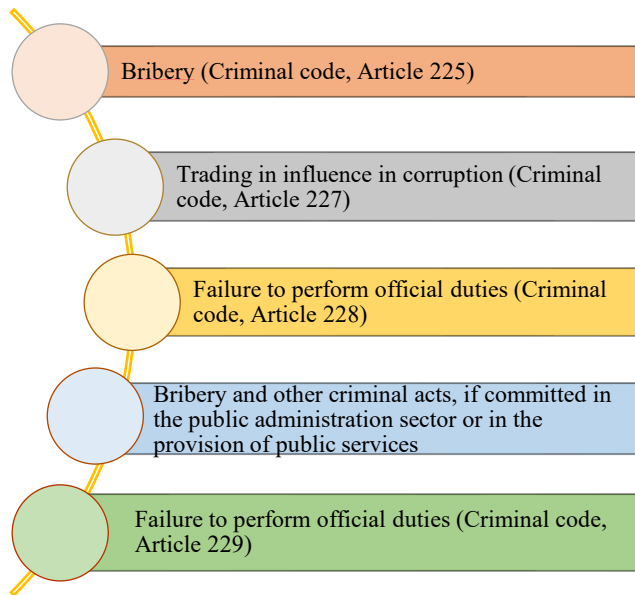 Bribery (Criminal code, Article 225)
Trading in influence in corruption (Criminal
code, Article 227)
Failure to perform official duties (Criminal
code, Article 228)
Bribery and other criminal acts, if committed in
the public administration sector or in the
provision of public services
Failure to perform official duties (Criminal code,
Article 229)